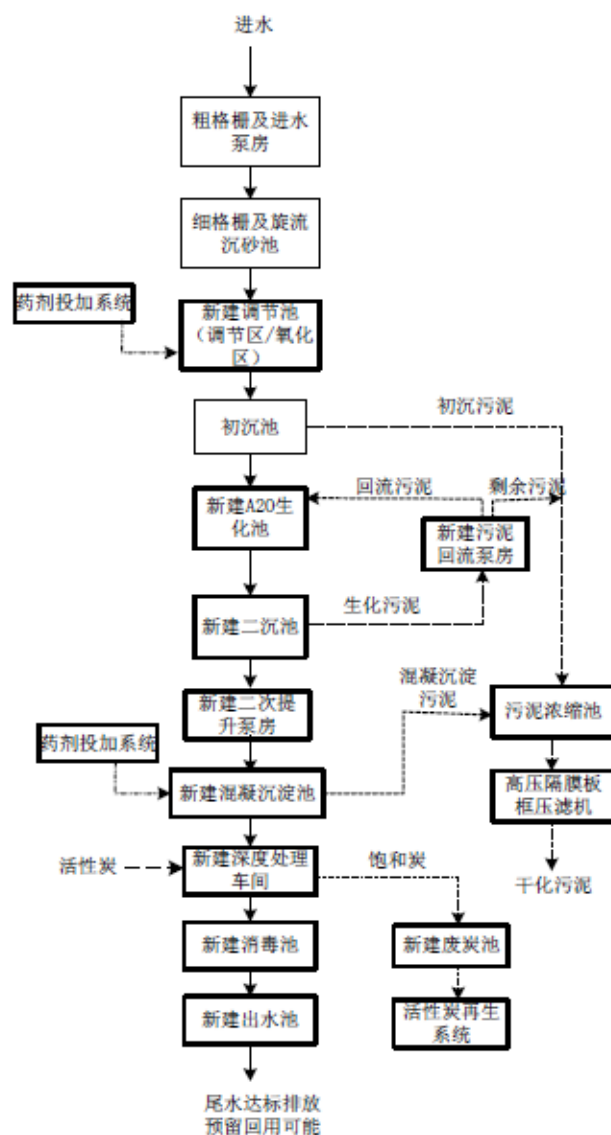 进水
粗格栅及进水
泵房
细格栅及旋流
沉砂池
药剂投加系统
新建调节池
（调节区/氧化
区）
初沉池
初沉污泥
回流污泥
剩余污泥
新建A2O生
化池
新建污泥
回流泵房
新建二沉池
生化污泥
混凝沉淀
污泥
新建二次提
升泵房
污泥浓缩池
药剂投加系统
新建混凝沉淀池
高压隔膜板
框压滤机
活性炭
新建深度处理
车间
饱和炭
干化污泥
新建消毒池
新建废炭池
新建出水池
活性炭再生
系统
尾水达标排放
预留回用可能